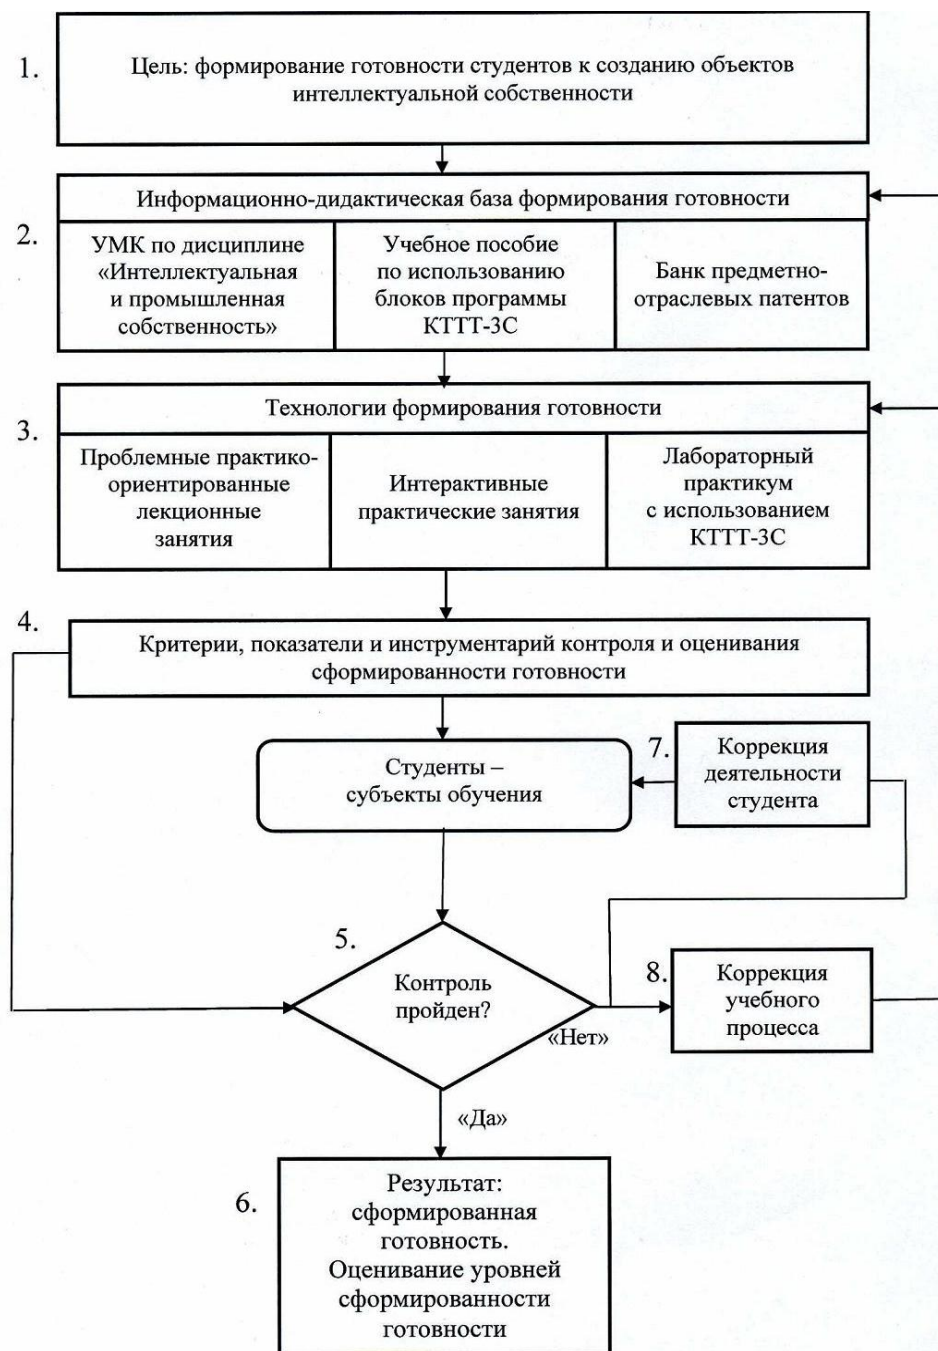 1.
Цель: формирование готовности студентов к созданию объектов
интеллектуальной собственности
Информационно-дидактическая база формирования готовности
2.
УМК по дисциплине
«Интеллектуальная
и промышленная
собственность»
Учебное пособие
по использованию
блоков программы
КТТТ-3С
Банк предметно-
отраслевых патентов
Технологии формирования готовности
3.
Проблемные практико-
ориентированные
лекционные
занятия
Интерактивные
практические занятия
Лабораторный
практикум
с использованием
КТТТ-3С
4.
Критерии, показатели и инструментарий контроля и оценивания
сформированности готовности
Студенты –
субъекты обучения
7.
Коррекция
деятельности
студента
5.
Контроль
пройден?
«Нет»
8.
Коррекция
учебного
процесса
«Да»
6.
Результат:
сформированная
готовность.
Оценивание уровней
сформированности
готовности